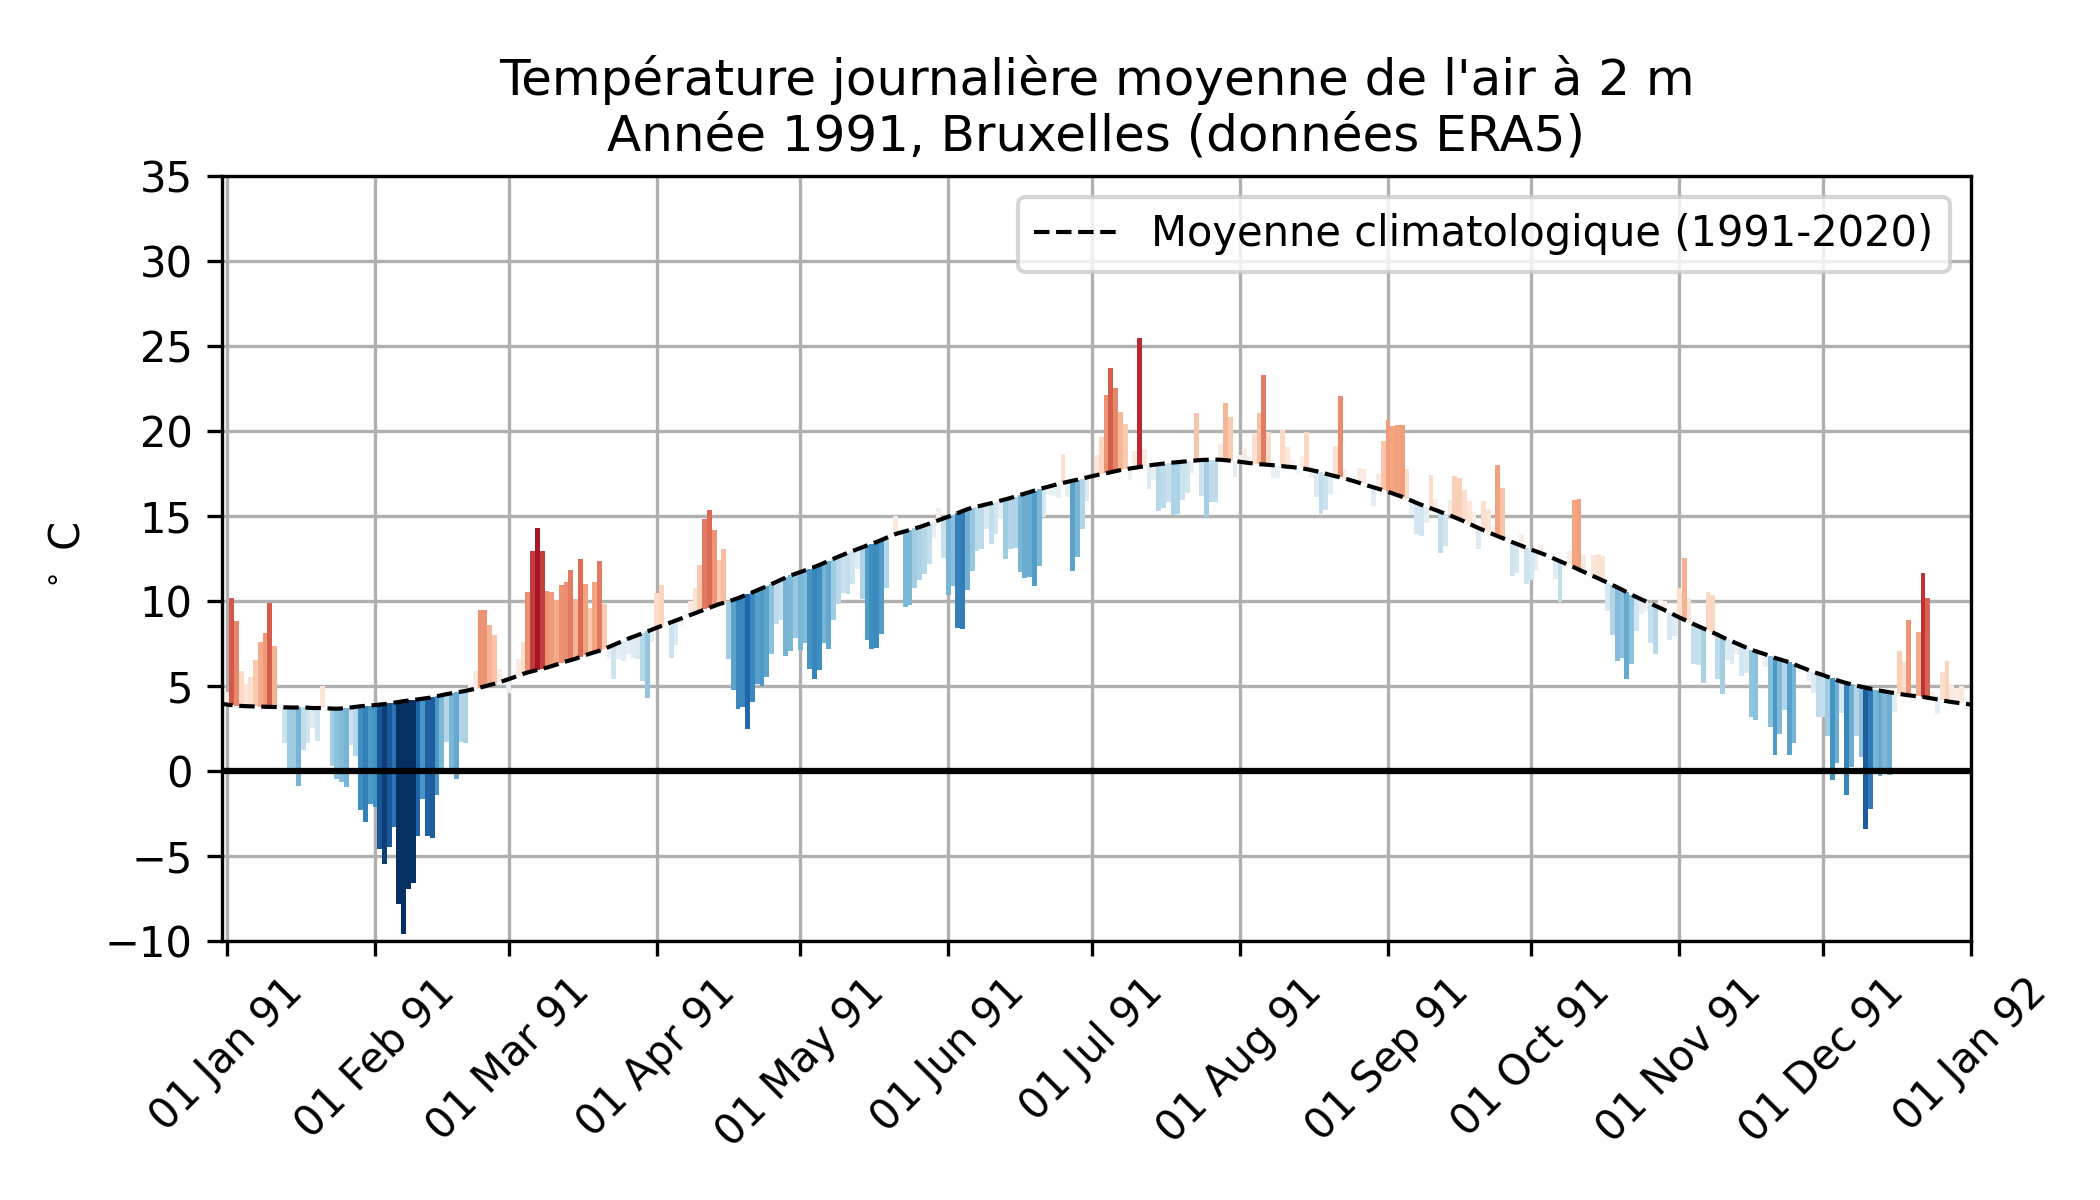 Température journalière moyenne de l'air à 2 m
Année 1991, Bruxelles (données ERA5)
Moyenne climatologique (1991-2020)
35
30
25
20
15
10
5
0
−5
−10
° C
01 Jan 91
01 Feb 91
01 Mar 91
01 Apr 91
01 May 91
01 Jun 91
01 Jul 91
01 Aug 91
01 Sep 91
01 Oct 91
01 Nov 91
01 Dec 91
01 Jan 92